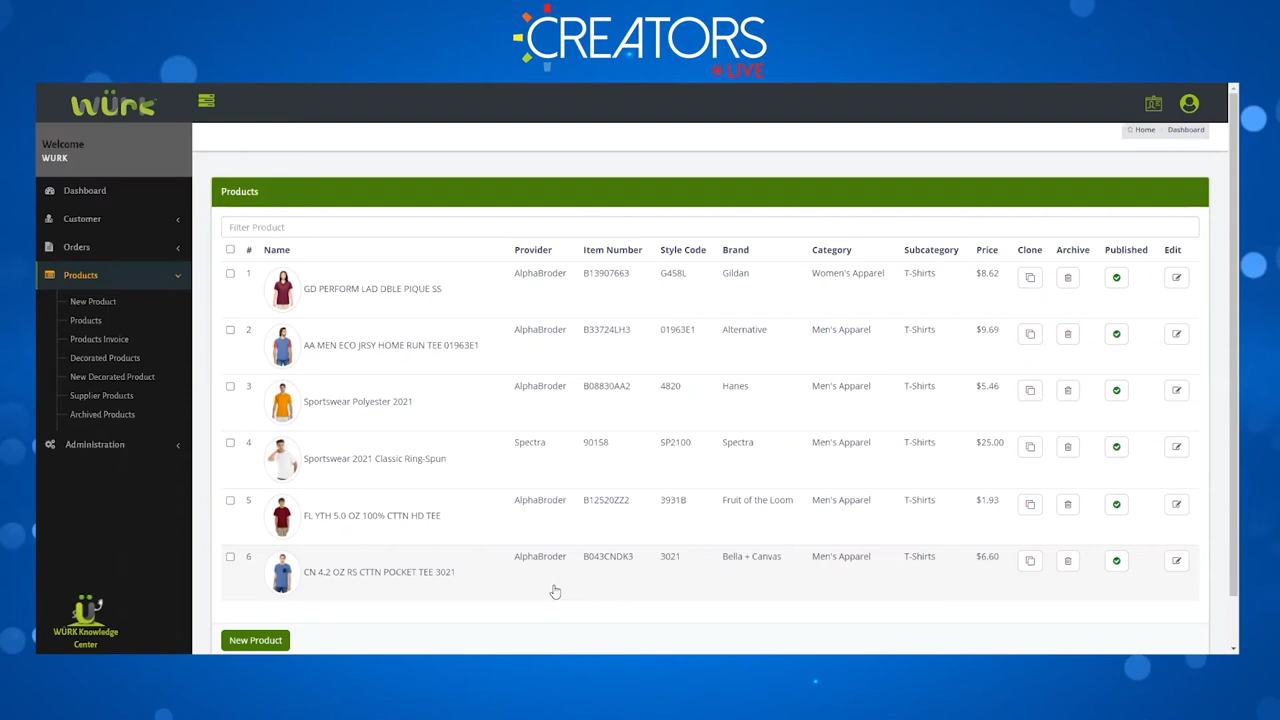 CREATORS
LIVE
WÜRK
Home Dashboard
Welcome
WURK
Dashboard
Customer
Orders
Products
New Product
Products
Products Invoice
Decorated Products
New Decorated Product
Supplier Products
Archived Products
Administration
WÜRK Knowledge
Center
Products
Filter Product
# Name Provider Item Number Style Code Brand Category Subcategory Price Clone Archive Published Edit
1 GD PERFORM LAD DBLE PIQUE SS AlphaBroder B13907663 G458L Gildan Women's Apparel T-Shirts $8.62
2 AA MEN ECO JRSY HOME RUN TEE 01963E1 AlphaBroder B33724LH3 01963E1 Alternative Men's Apparel T-Shirts $9.69
3 Sportswear Polyester 2021 AlphaBroder B08830AA2 4820 Hanes Men's Apparel T-Shirts $5.46
4 Sportswear 2021 Classic Ring-Spun Spectra 90158 SP2100 Spectra Men's Apparel T-Shirts $25.00
5 FL YTH 5.0 OZ 100% CTTN HD TEE AlphaBroder B12520ZZ2 3931B Fruit of the Loom Men's Apparel T-Shirts $1.93
6 CN 4.2 OZ RS CTTN POCKET TEE 3021 AlphaBroder B043CNDK3 3021 Bella + Canvas Men's Apparel T-Shirts $6.60
New Product